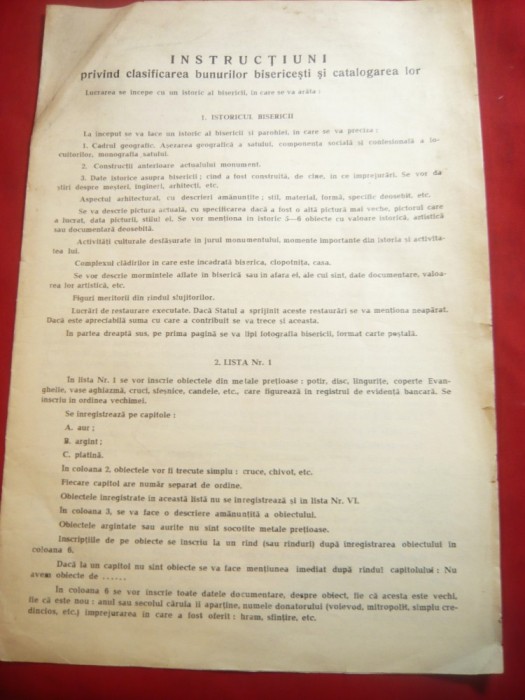 INSTRUCȚIUNI
privind clasificarea bunurilor bisericești și catalogarea lor
Lucrarea se începe cu un istoric al bisericii, în care se va arăta :
1. ISTORICUL BISERICII
La început se va face un istoric al bisericii și parohiei, în care se va preciza :
1. Cadrul geografic. Așezarea geografică a satului, componența socială și confesională a lo-
cuitorilor, monografia satului.
2. Construcții anterioare actualului monument.
3. Date istorice asupra bisericii ; cînd a fost construită, de cine, în ce împrejurări. Se vor da
știri despre meșteri, ingineri, arhitecți, etc.
Aspectul arhitectural, cu descrieri amănunțite ; stil, material, formă, specific deosebit, etc.
Se va descrie pictura actuală, cu specificarea dacă a fost o altă pictură mai veche, pictorul care
a lucrat, data picturii, stilul ei. Se vor menționa în istoric 5—6 obiecte cu valoare istorică, artistică
sau documentară deosebită.
Activități culturale desfășurate în jurul monumentului, momente importante din istoria și activita-
tea lui.
Complexul clădirilor în care este încadrată biserica, clopotnița, casa.
Se vor descrie mormintele aflate în biserică sau în afara ei, ale cui sînt, date documentare, valoa-
rea lor artistică, etc.
Figuri meritorii din rîndul slujitorilor.
Lucrări de restaurare executate. Dacă Statul a sprijinit aceste restaurări se va menționa neapărat.
Dacă este apreciabilă suma cu care a contribuit se va trece și aceasta.
În partea dreaptă sus, pe prima pagină se va lipi fotografia bisericii, format carte poștală.
2. LISTA Nr. 1
În lista Nr. 1 se vor înscrie obiectele din metale prețioase : potir, disc, lingurițe, coperte Evan-
ghelie, vase aghiazmă, cruci, sfeșnice, candele, etc., care figurează în registrul de evidență bancară. Se
înscriu în ordinea vechimei.
Se înregistrează pe capitole :
A. aur ;
B. argint ;
C. platină.
În coloana 2, obiectele vor fi trecute simplu : cruce, chivot, etc.
Fiecare capitol are număr separat de ordine.
Obiectele înregistrate în această listă nu se înregistrează și în lista Nr. VI.
În coloana 3, se va face o descriere amănunțită a obiectului.
Obiectele argintate sau aurite nu sînt socotite metale prețioase.
Inscripțiile de pe obiecte se înscriu la un rînd (sau rînduri) după înregistrarea obiectului în
coloana 6.
Dacă la un capitol nu sînt obiecte se va face mențiunea imediat după rîndul capitolului : Nu
avem obiecte de ......
În coloana 6 se vor înscrie toate datele documentare, despre obiect, fie că acesta este vechi,
fie că este nou : anul sau secolul căruia îi aparține, numele donatorului (voievod, mitropolit, simplu cre-
dincios, etc.) împrejurarea în care a fost oferit : hram, sfințire, etc.